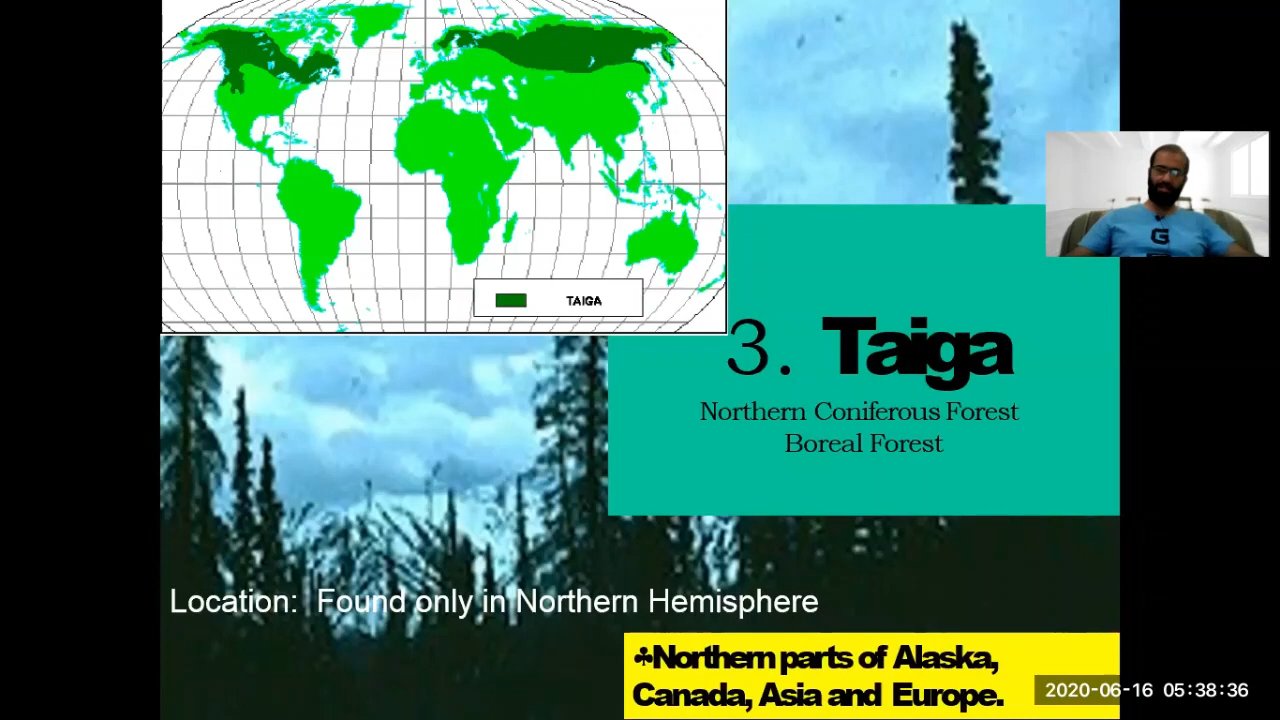 TAIGA
G
3. Taiga
Northern Coniferous Forest
Boreal Forest
Location: Found only in Northern Hemisphere
☘Northern parts of Alaska,
Canada, Asia and Europe.
2020-06-16 05:38:36